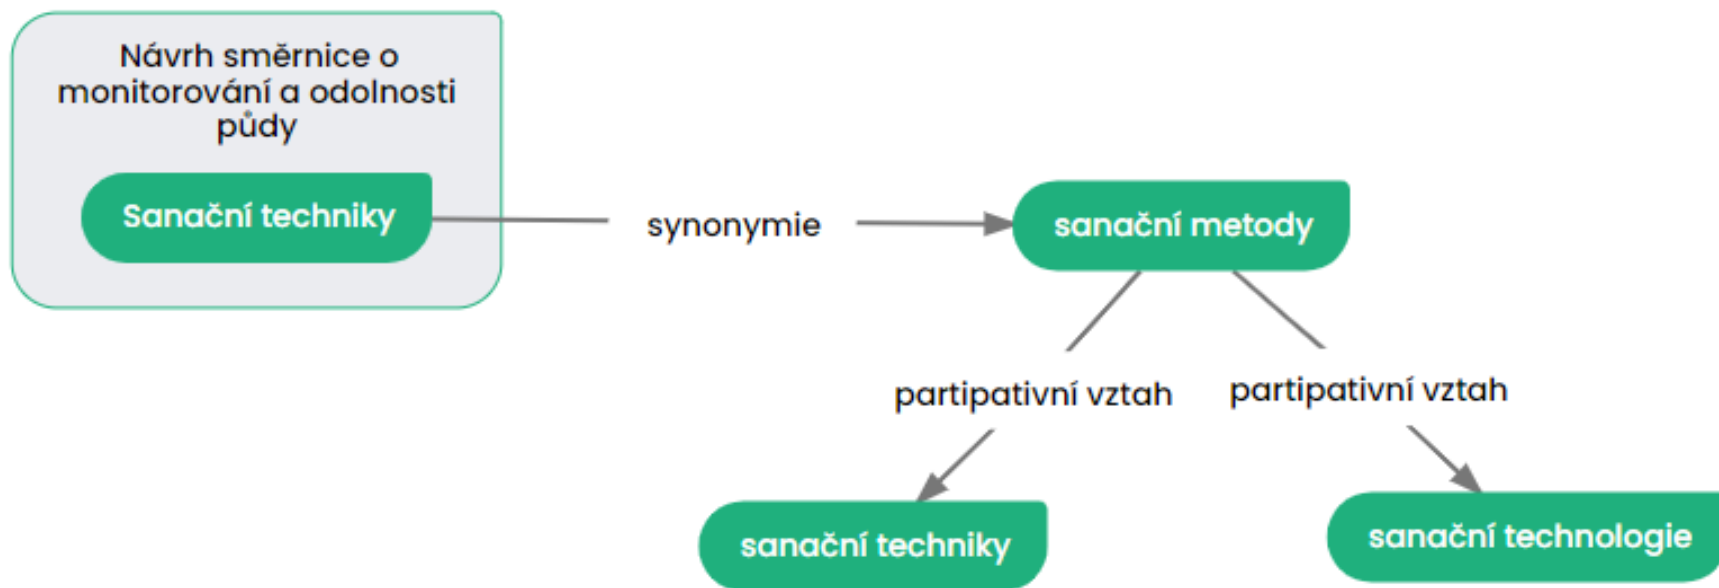 Návrh směrnice o
monitorování a odolnosti
půdy
Sanační techniky
synonymie
sanační metody
partipativní vztah
partipativní vztah
sanační techniky
sanační technologie